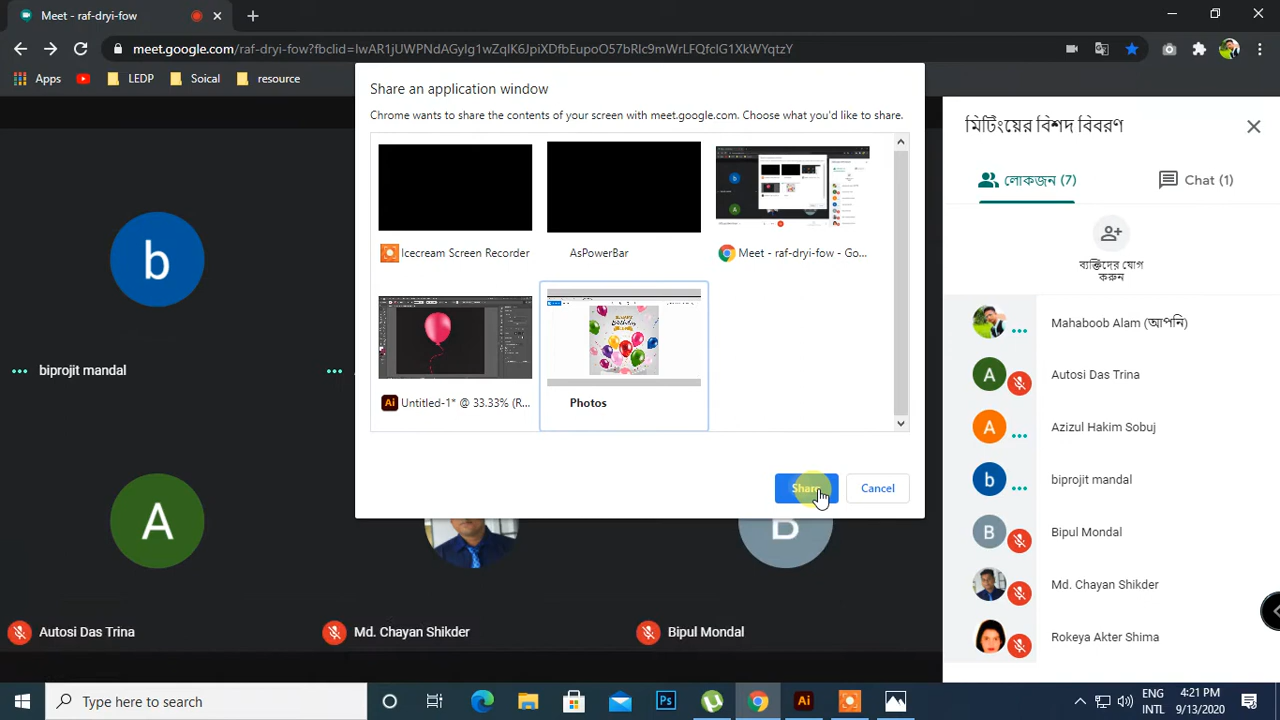 Meet - raf-dryi-fow
meet.google.com/raf-dryi-fow?fbclid=IwAR1jUWPNdAGyIg1wZqIK6JpiXDfbEupoO57bRIc9mWrLFQfcIG1XkWYqtzY
Apps
LEDP
Soical
resource
Share an application window
Chrome wants to share the contents of your screen with meet.google.com. Choose what you'd like to share.
Icecream Screen Recorder
AsPowerBar
Meet - raf-dryi-fow - Go...
Untitled-1* @ 33.33% (R...
Photos
Share
Cancel
b
biprojit mandal
A
Autosi Das Trina
Md. Chayan Shikder
B
Bipul Mondal
মিটিংয়ের বিশদ বিবরণ
লোকজন (7)
Chat (1)
ব্যক্তিদের যোগ
করুন
Mahaboob Alam (আপনি)
A
Autosi Das Trina
A
Azizul Hakim Sobuj
b
biprojit mandal
B
Bipul Mondal
Md. Chayan Shikder
Rokeya Akter Shima
Type here to search
Ps
Ai
ENG
INTL
4:21 PM
9/13/2020